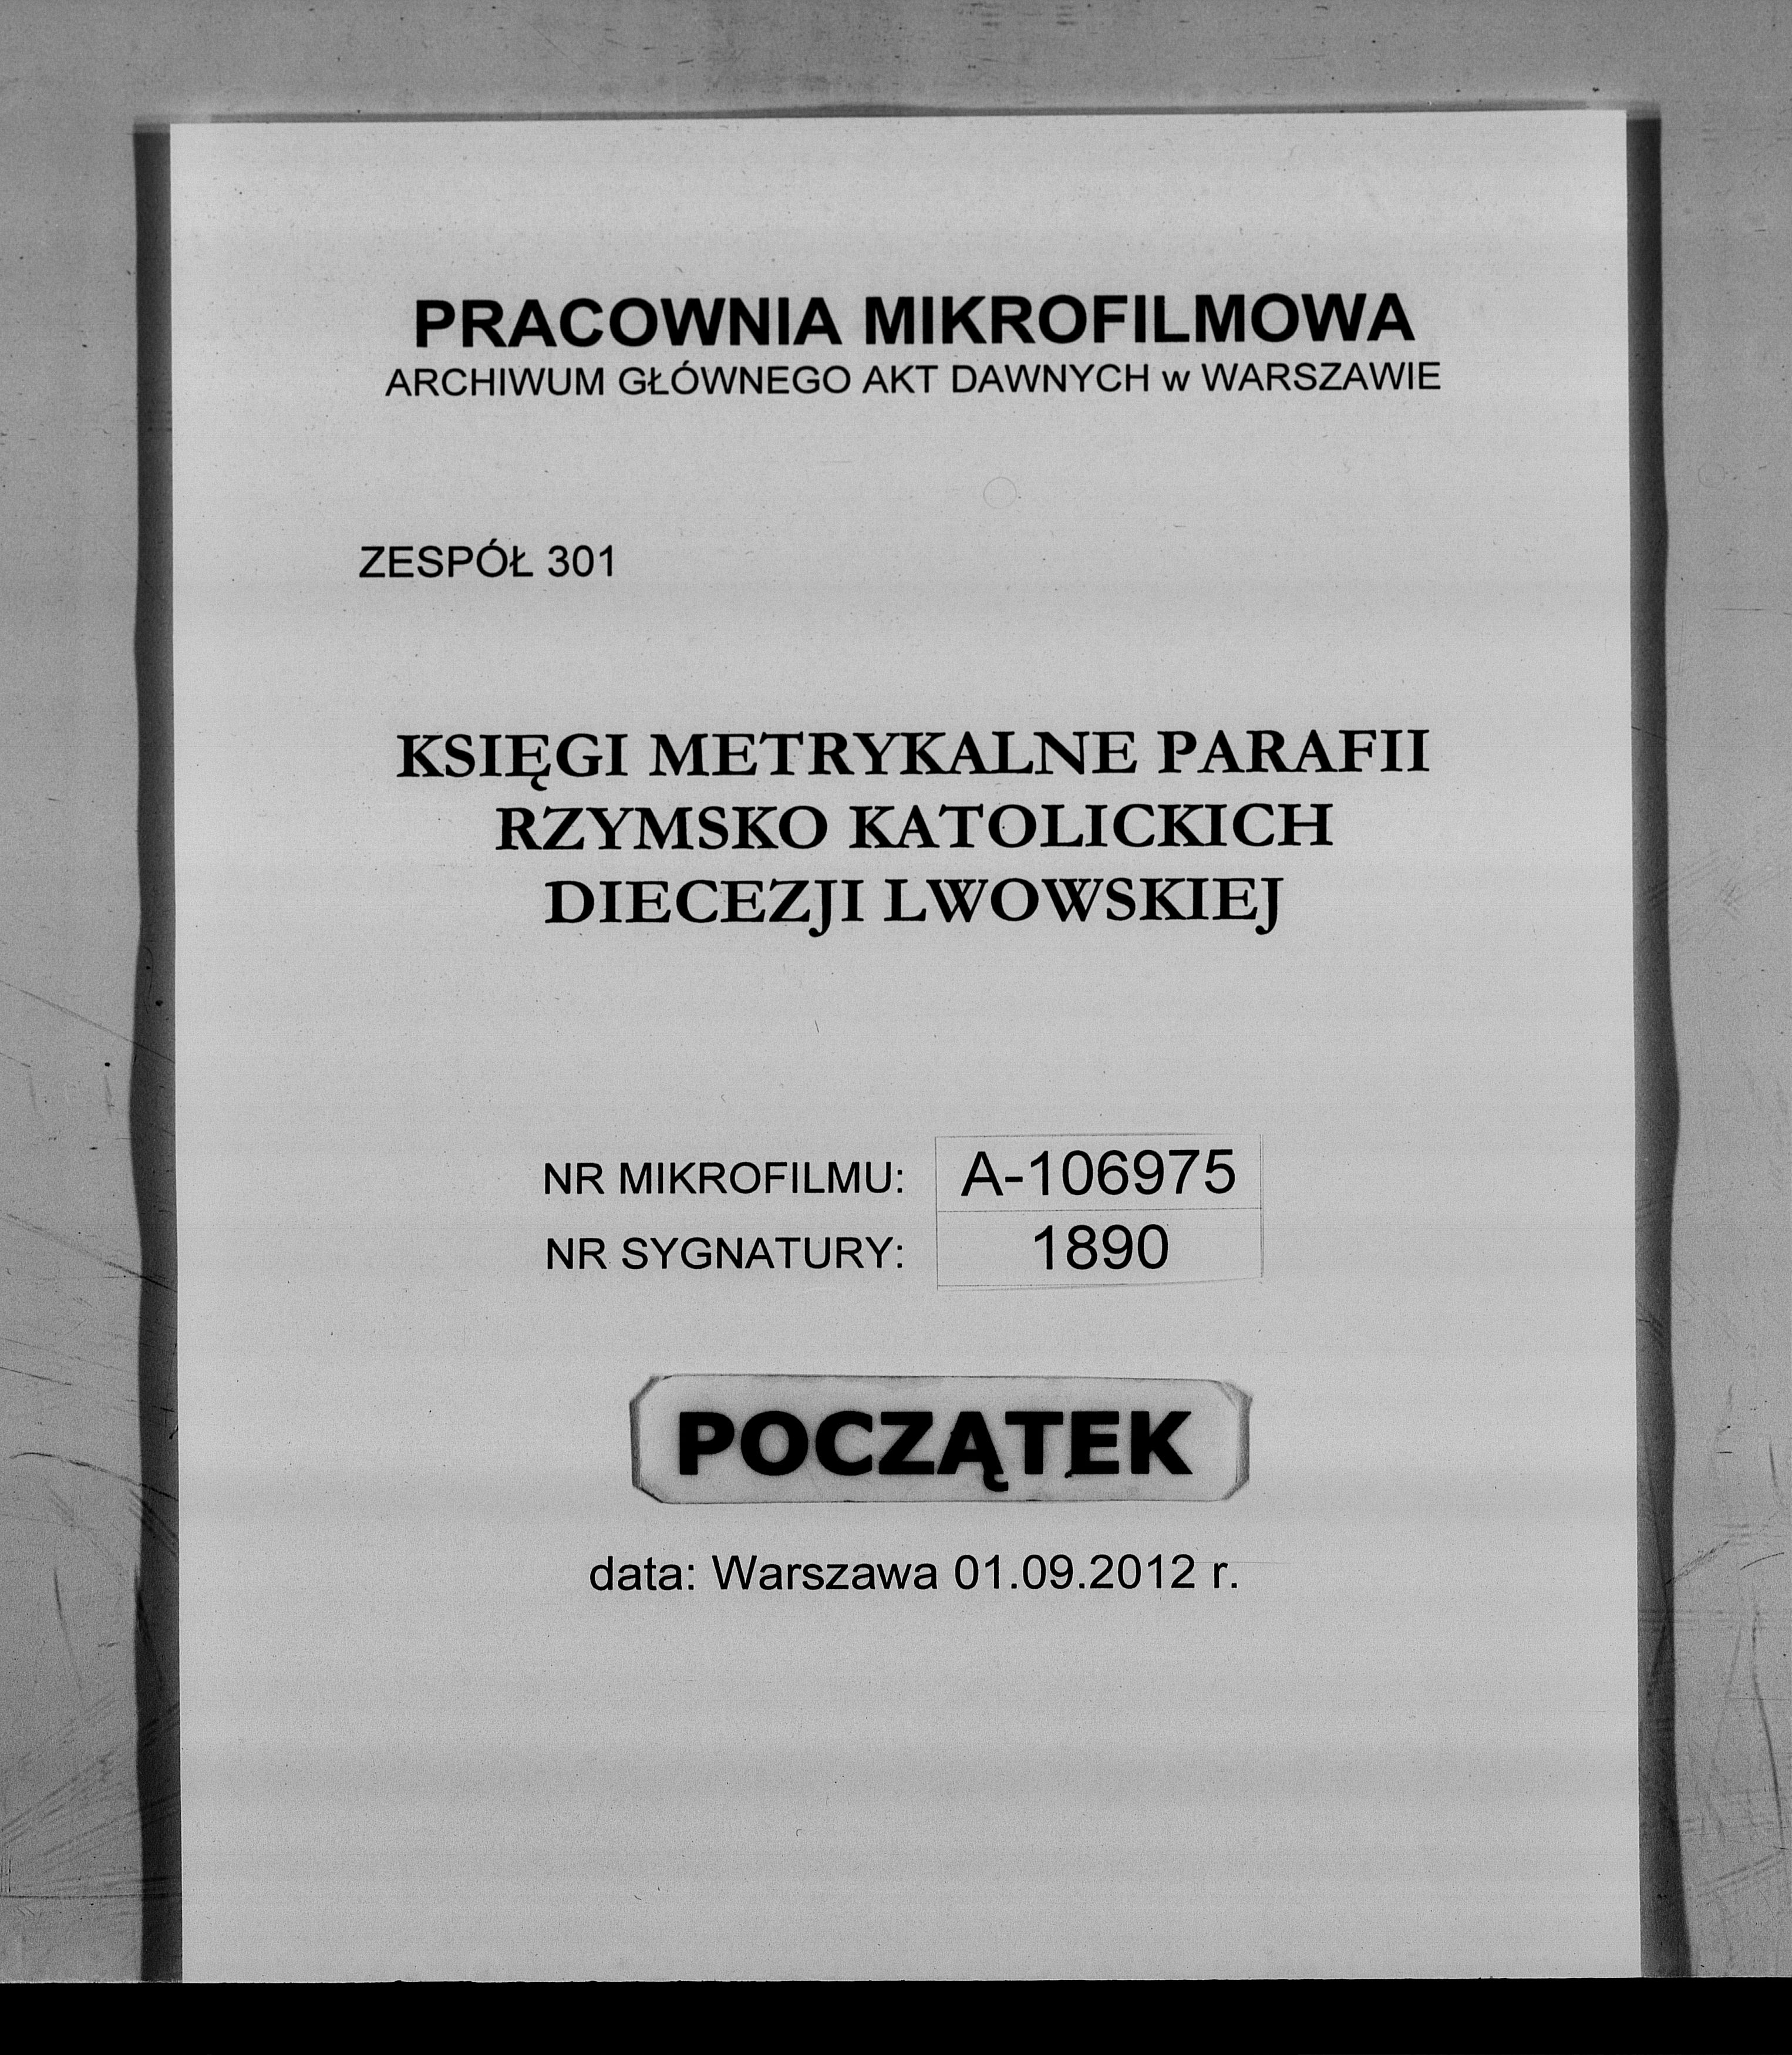 PRACOWNIA MIKROFILMOWA
ARCHIWUM GŁÓWNEGO AKT DAWNYCH w WARSZAWIE
ZESPÓŁ 301
KSIĘGI METRYKALNE PARAFII
RZYMSKO KATOLICKICH
DIECEZJI LWOWSKIEJ
NR MIKROFILMU: A-106975
NR SYGNATURY: 1890
POCZĄTEK
data: Warszawa 01.09.2012 r.